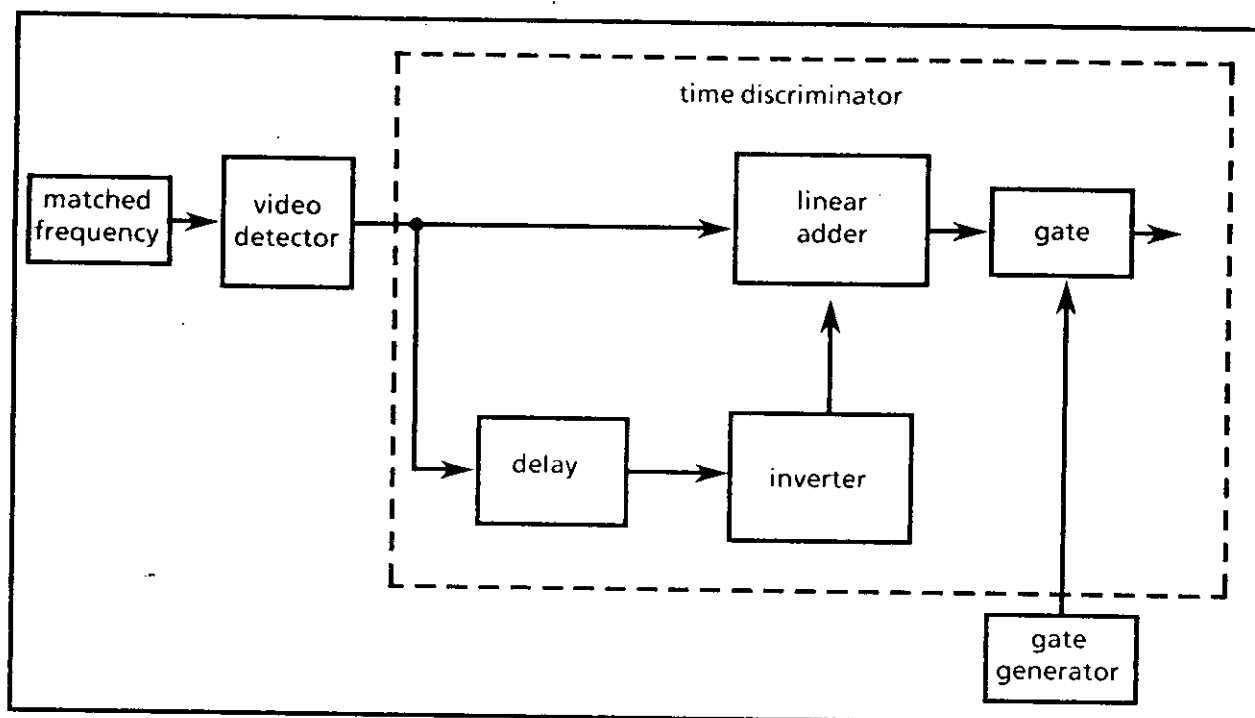 time discriminator
matched
frequency
video
detector
linear
adder
gate
delay
inverter
gate
generator